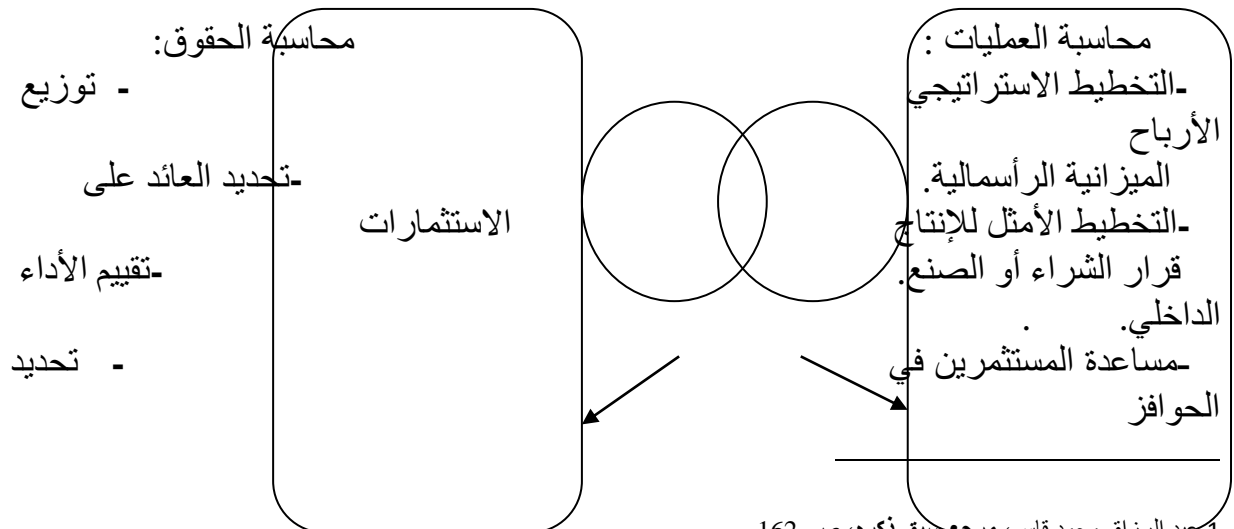 محاسبة العمليات : محاسبة الحقوق:
-التخطيط الاستراتيجي - توزيع
الأرباح
الميزانية الرأسمالية. -تحديد العائد على
-التخطيط الأمثل للإنتاج الاستثمارات
قرار الشراء أو الصنع. -تقييم الأداء
الداخلي. .
-مساعدة المستثمرين في - تحديد
الحوافز
162